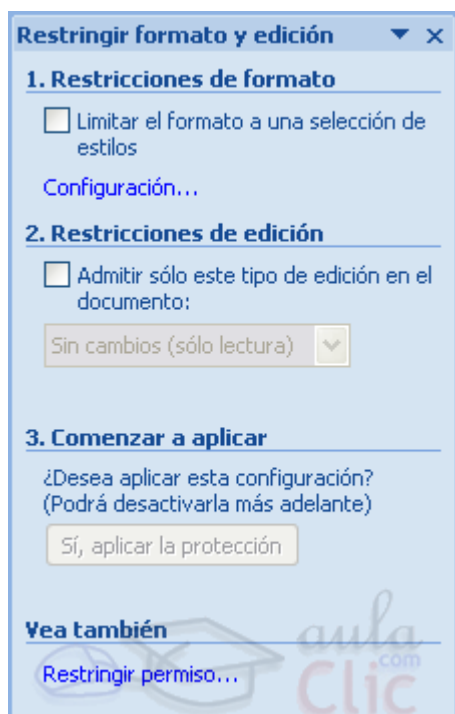 Restringir formato y edición
1. Restricciones de formato
Limitar el formato a una selección de
estilos
Configuración...
2. Restricciones de edición
Admitir sólo este tipo de edición en el
documento:
Sin cambios (sólo lectura)
3. Comenzar a aplicar
¿Desea aplicar esta configuración?
(Podrá desactivarla más adelante)
Sí, aplicar la protección
Vea también
Restringir permiso...
aula
.com
Clic